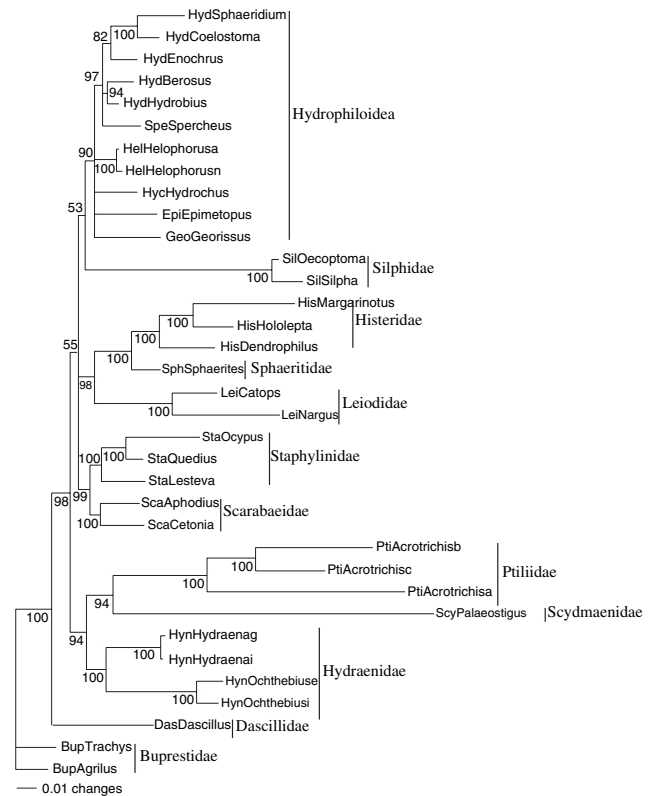 HydSphaeridium
82
100
HydCoelostoma
HydEnochrus
97
HydBerosus
94
HydHydrobius
Hydrophiloidea
SpeSpercheus
90
HelHelophorusa
100
HelHelophorusn
HycHydrochus
53
EpiEpimetopus
GeoGeorissus
SilOecoptoma
Silphidae
100
SilSilpha
HisMargarinotus
100
HisHololepta
Histeridae
100
55
HisDendrophilus
100
SphSphaerites
Sphaeritidae
98
LeiCatops
Leiodidae
100
LeiNargus
StaOcypus
100
100
StaQuedius
Staphylinidae
StaLesteva
98
99
ScaAphodius
Scarabaeidae
100
ScaCetonia
PtiAcrotrichisb
100
PtiAcrotrichisc
Ptiliidae
100
PtiAcrotrichisa
94
ScyPalaeostigus
Scydmaenidae
100
94
HynHydraenag
100
HynHydraenai
Hydraenidae
100
HynOchthebiuse
100
HynOchthebiusi
DasDascillus
Dascillidae
BupTrachys
Buprestidae
BupAgrilus
0.01 changes